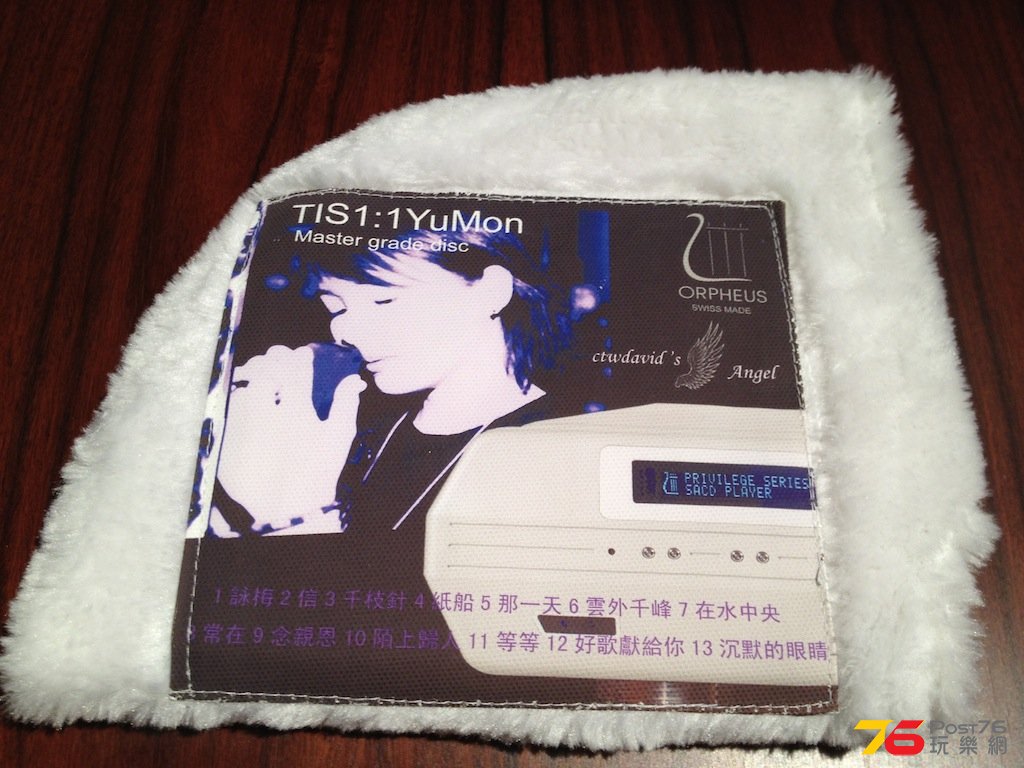 TIS1:1YuMon
Master grade disc
ORPHEUS
SWISS MADE
ctwdavid 's Angel
PRIVILEGE SERIES
SACD PLAYER
1 詠梅 2 信 3 千枝針 4 紙船 5 那一天 6 雲外千峰 7 在水中央
8 常在 9 念親恩 10 陌上歸人 11 等等 12 好歌獻給你 13 沉默的眼睛
76 Post76
玩樂網